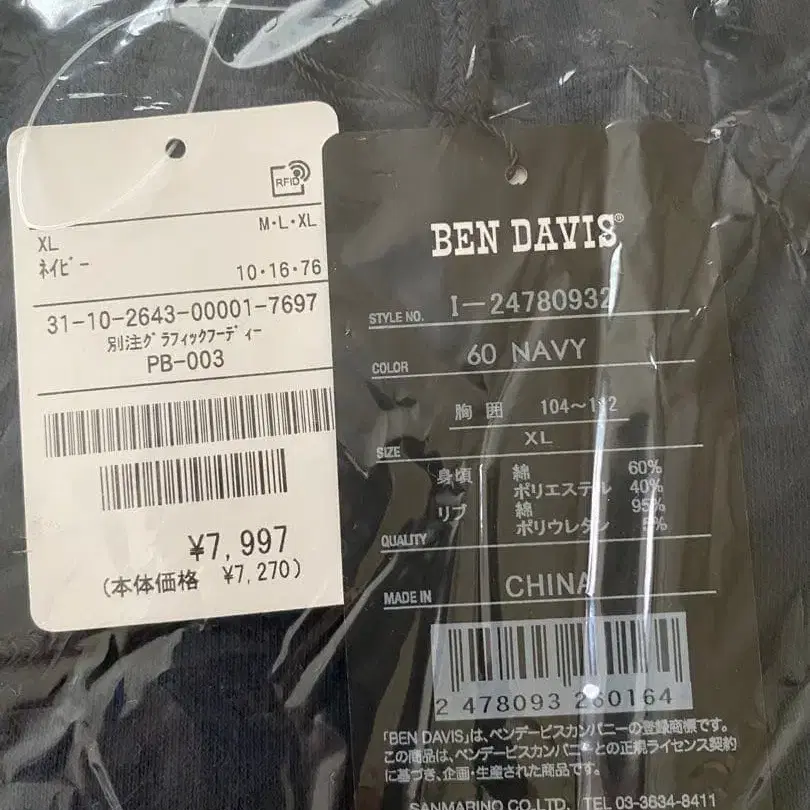 RFID
M・L・XL
XL
ﾈｲﾋﾞｰ
10・16・76
31-10-2643-00001-7697
別注ｸﾞﾗﾌｨｯｸﾌｰﾃﾞｨｰ
PB-003
¥7,997
(本体価格 ¥7,270)
BEN DAVIS®
STYLE NO. I-24780932
COLOR 60 NAVY
胸囲 104〜112
SIZE XL
身頃 綿 60%
ポリエステル 40%
リブ 綿 95%
ポリウレタン 5%
QUALITY
MADE IN CHINA
2 478093 260164
「BEN DAVIS」は、ベンデービスカンパニーの登録商標です。
この商品は、ベンデービスカンパニーとの正規ライセンス契約
に基づき、企画・生産された商品です。
SANMARINO CO.,LTD. TEL 03-3634-8411